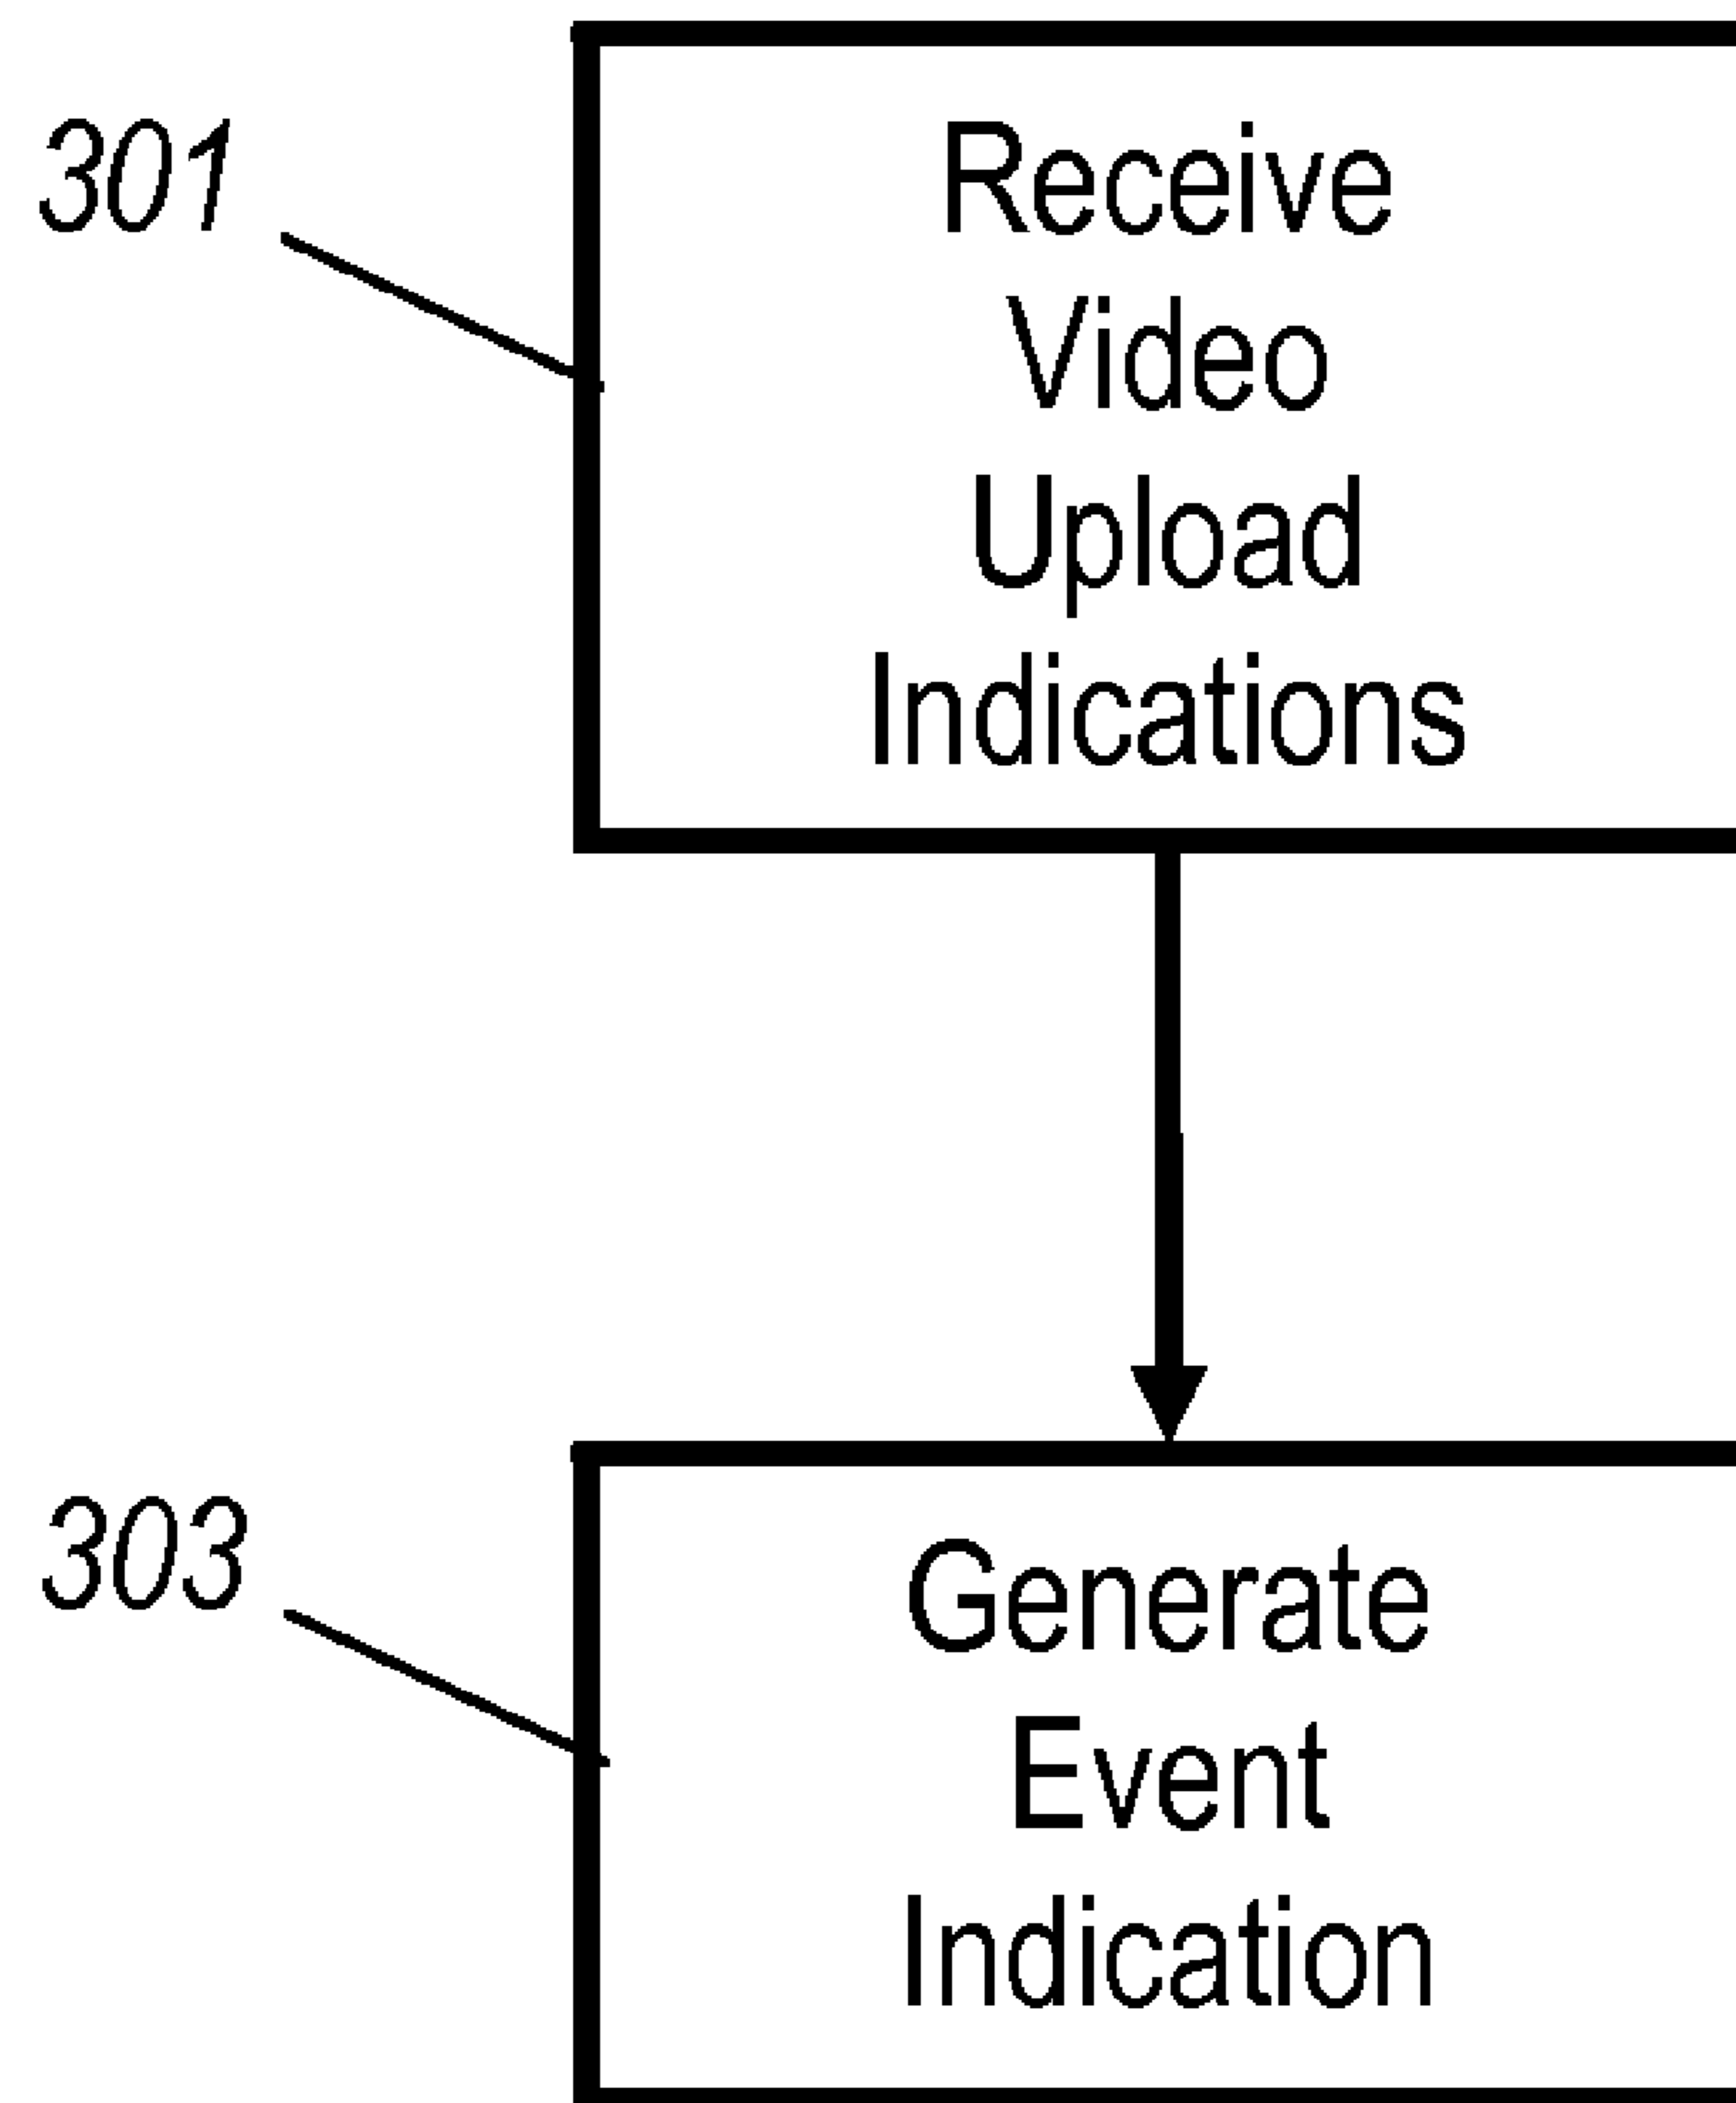 301
Receive
Video
Upload
Indications
303
Generate
Event
Indication